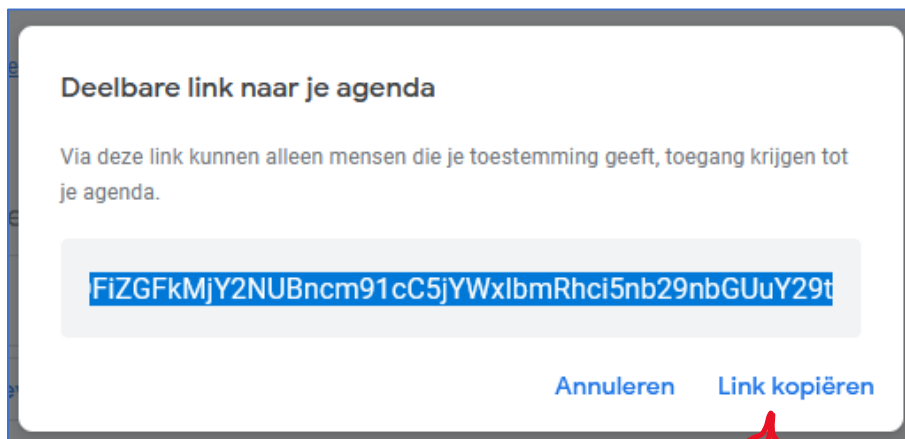 Deelbare link naar je agenda
Via deze link kunnen alleen mensen die je toestemming geeft, toegang krijgen tot
je agenda.
FiZGFkMjY2NUBncm91cC5jYWxlbmRhci5nb29nbGUuY29t
Annuleren Link kopiëren